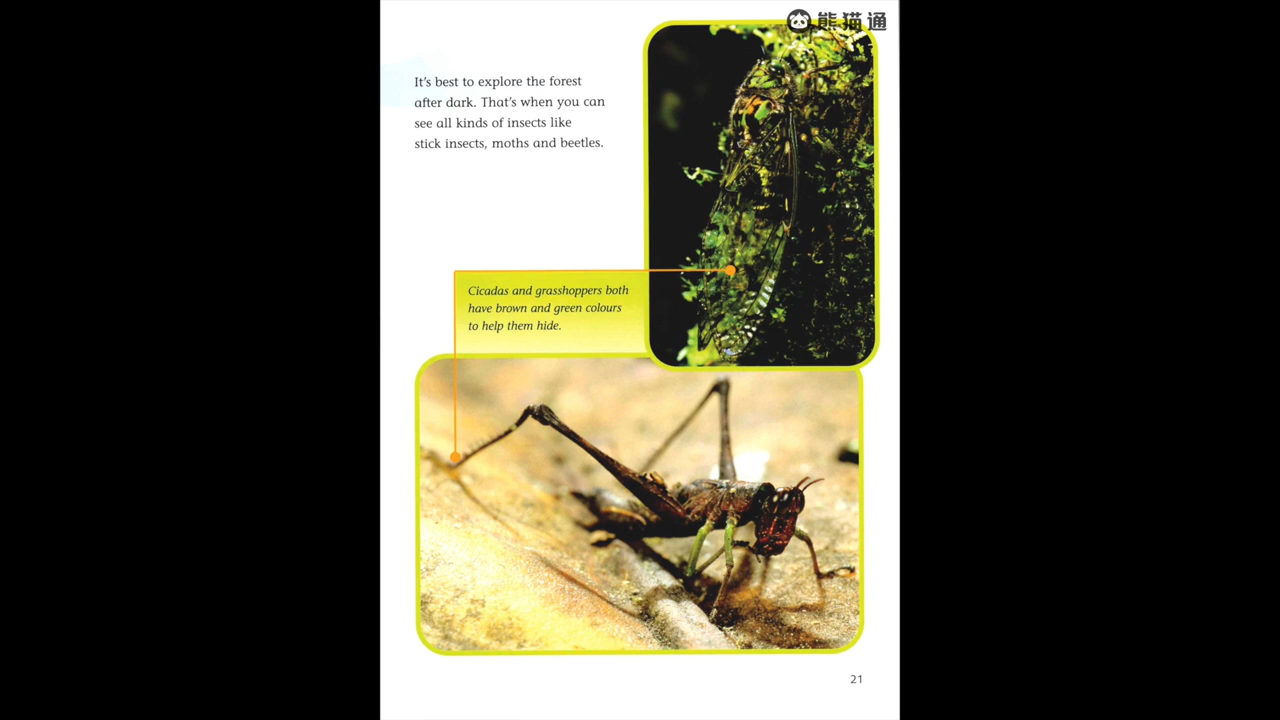 熊猫通
It's best to explore the forest
after dark. That's when you can
see all kinds of insects like
stick insects, moths and beetles.
Cicadas and grasshoppers both
have brown and green colours
to help them hide.
21